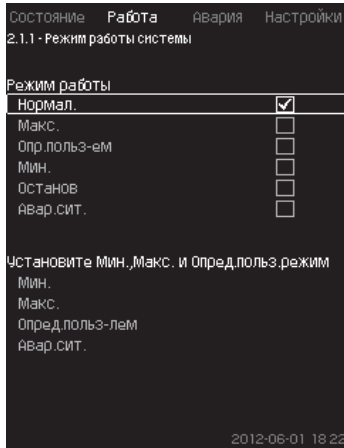 Состояние Работа Авария Настройки
2.1.1 - Режим работы системы
Режим работы
Нормал.
Макс.
Опр.польз-ем
Мин.
Останов
Авар.сит.
Установите Мин.,Макс. и Опред.польз.режим
Мин.
Макс.
Опред.польз-лем
Авар.сит.
2012-06-01 18:22